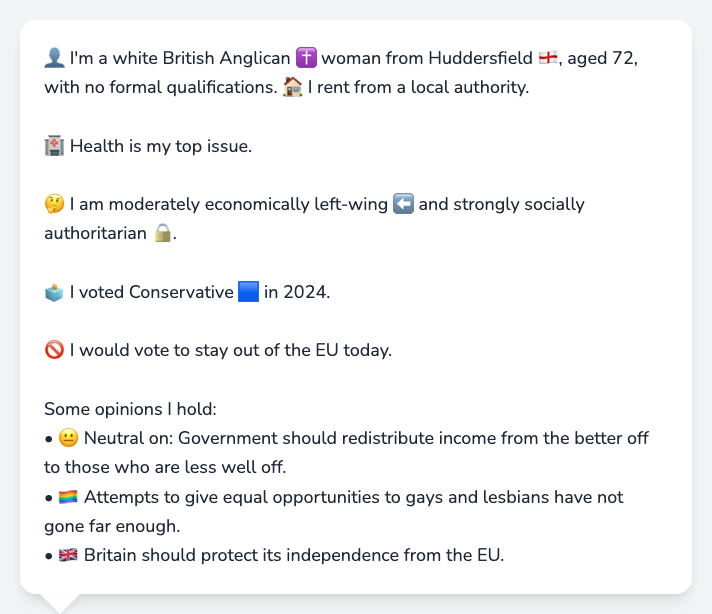 👤 I'm a white British Anglican ✝️ woman from Huddersfield 🏴󠁧󠁢󠁥󠁮󠁧󠁿, aged 72,
with no formal qualifications. 🏠 I rent from a local authority.
🏥 Health is my top issue.
🤔 I am moderately economically left-wing ⬅️ and strongly socially
authoritarian 🔒.
🗳️ I voted Conservative 🟦 in 2024.
🚫 I would vote to stay out of the EU today.
Some opinions I hold:
• 😐 Neutral on: Government should redistribute income from the better off
to those who are less well off.
• 🏳️‍🌈 Attempts to give equal opportunities to gays and lesbians have not
gone far enough.
• 🇬🇧 Britain should protect its independence from the EU.